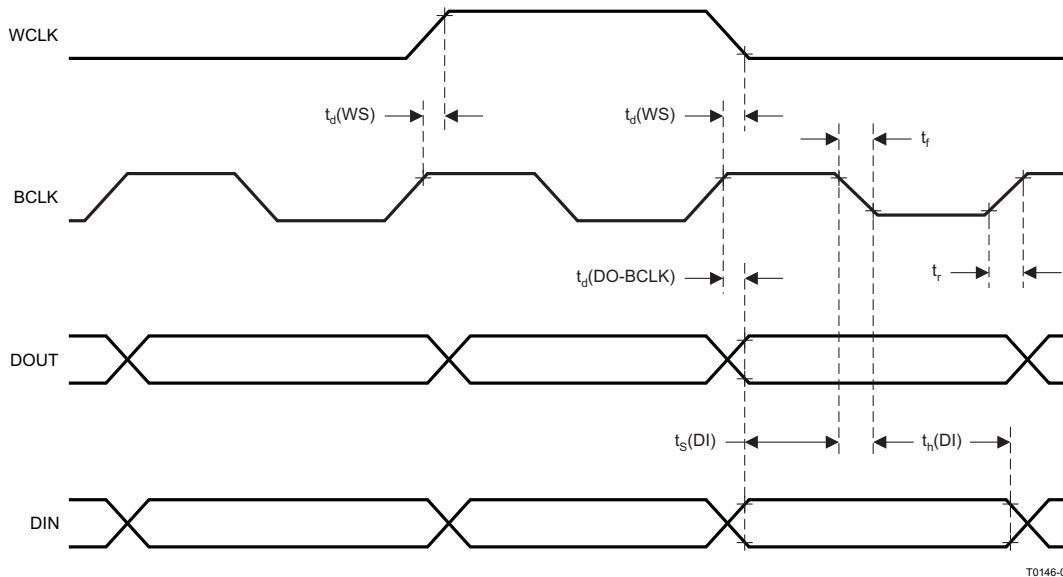 WCLK
td(WS)
td(WS)
tf
BCLK
td(DO-BCLK)
tr
DOUT
tS(DI)
th(DI)
DIN